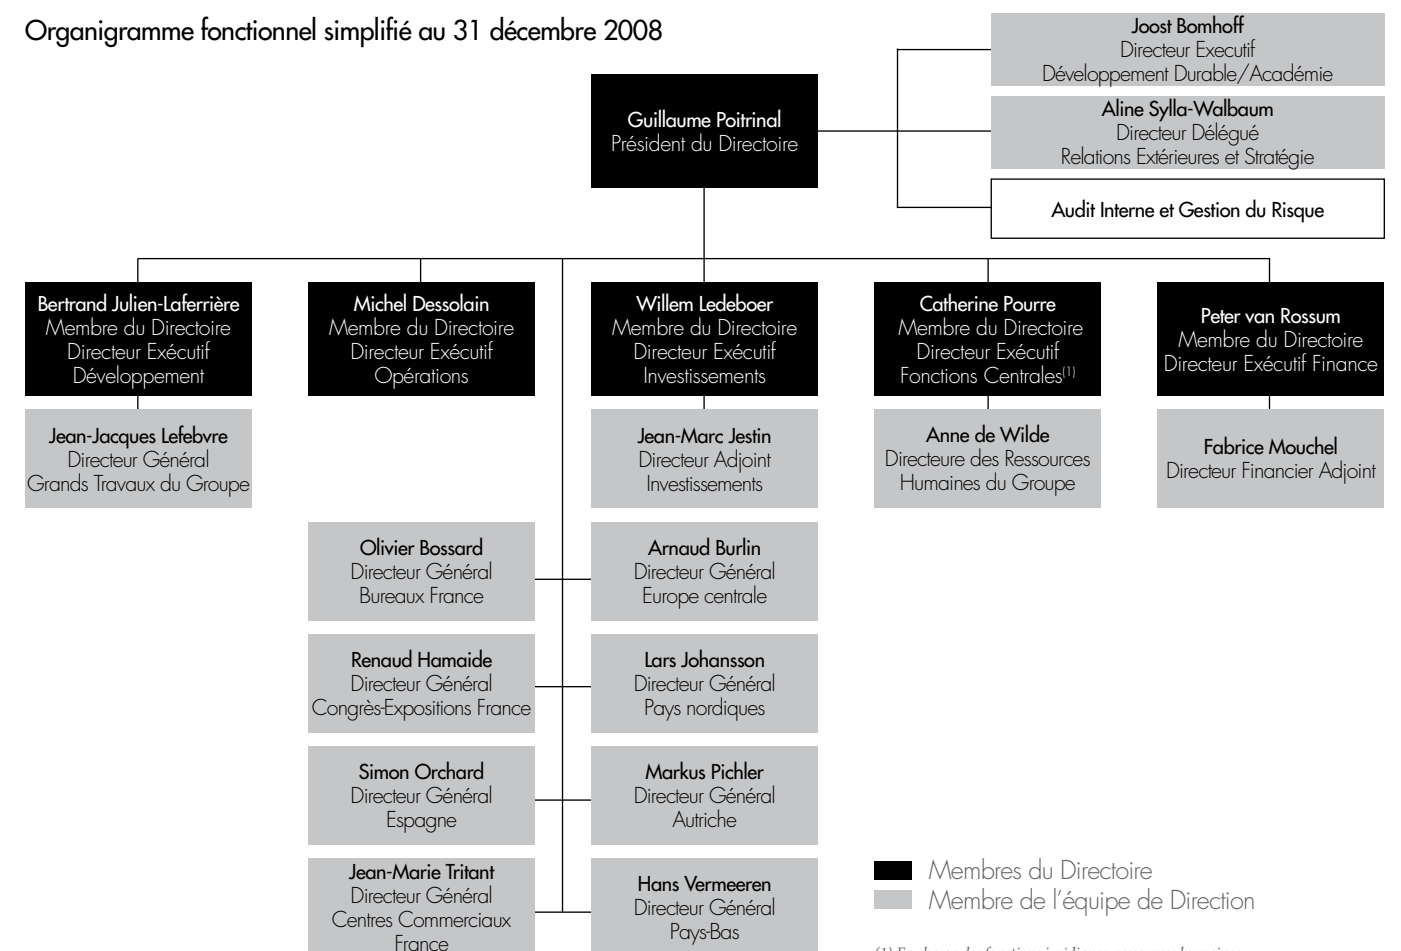 Organigramme fonctionnel simplifié au 31 décembre 2008
Joost Bomhoff
Directeur Executif
Développement Durable/Académie
Guillaume Poitrinal
Président du Directoire
Aline Sylla-Walbaum
Directeur Délégué
Relations Extérieures et Stratégie
Audit Interne et Gestion du Risque
Bertrand Julien-Laferrière
Membre du Directoire
Directeur Exécutif
Développement
Michel Dessolain
Membre du Directoire
Directeur Exécutif
Opérations
Willem Ledeboer
Membre du Directoire
Directeur Exécutif
Investissements
Catherine Pourre
Membre du Directoire
Directeur Exécutif
Fonctions Centrales(1)
Peter van Rossum
Membre du Directoire
Directeur Exécutif Finance
Jean-Jacques Lefebvre
Directeur Général
Grands Travaux du Groupe
Jean-Marc Jestin
Directeur Adjoint
Investissements
Anne de Wilde
Directeure des Ressources
Humaines du Groupe
Fabrice Mouchel
Directeur Financier Adjoint
Olivier Bossard
Directeur Général
Bureaux France
Arnaud Burlin
Directeur Général
Europe centrale
Renaud Hamaide
Directeur Général
Congrès-Expositions France
Lars Johansson
Directeur Général
Pays nordiques
Simon Orchard
Directeur Général
Espagne
Markus Pichler
Directeur Général
Autriche
Jean-Marie Tritant
Directeur Général
Centres Commerciaux
France
Hans Vermeeren
Directeur Général
Pays-Bas
Membres du Directoire
Membre de l'équipe de Direction